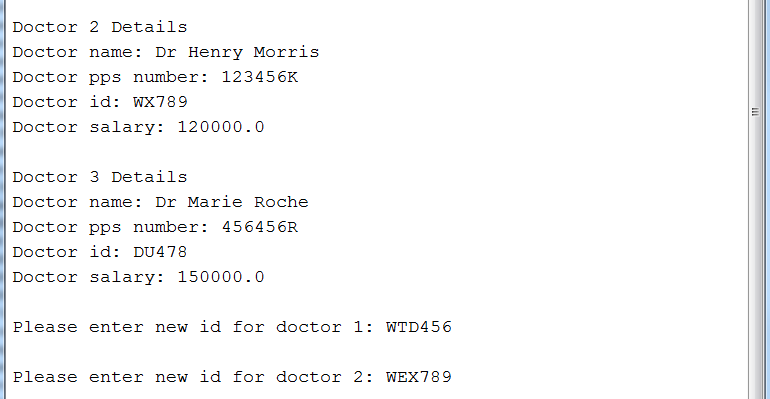 Doctor 2 Details
Doctor name: Dr Henry Morris
Doctor pps number: 123456K
Doctor id: WX789
Doctor salary: 120000.0
Doctor 3 Details
Doctor name: Dr Marie Roche
Doctor pps number: 456456R
Doctor id: DU478
Doctor salary: 150000.0
Please enter new id for doctor 1: WTD456
Please enter new id for doctor 2: WEX789